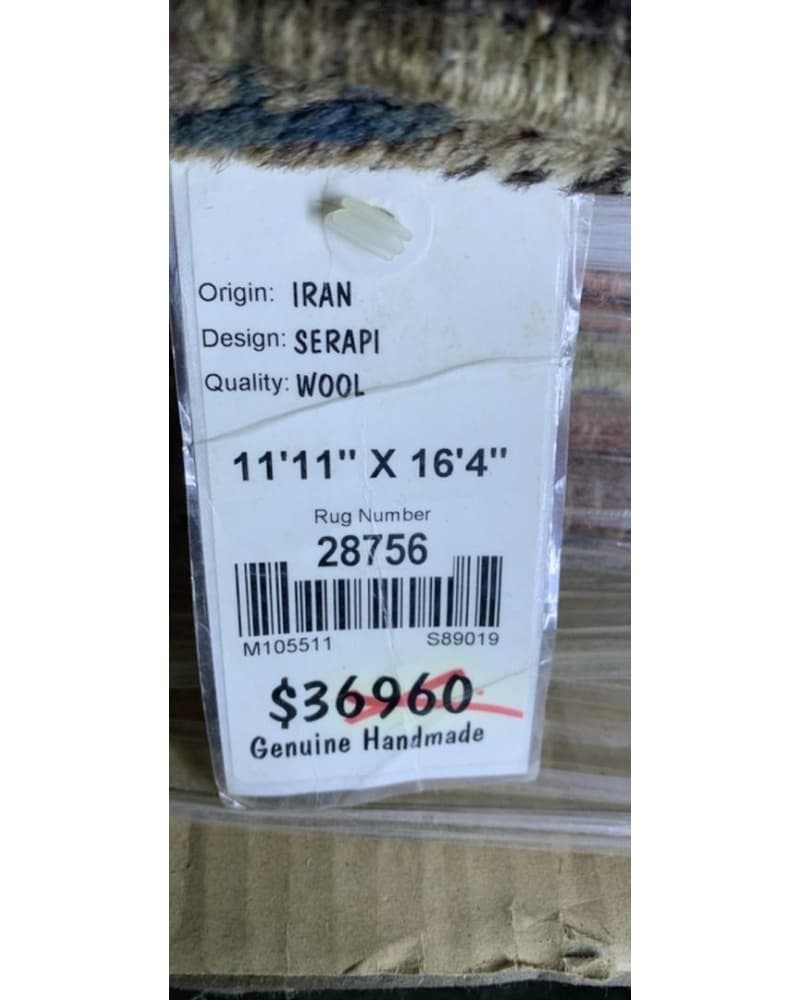 Origin: IRAN
Design: SERAPI
Quality: WOOL
11'11" X 16'4"
Rug Number
28756
M105511 S89019
$36960
Genuine Handmade